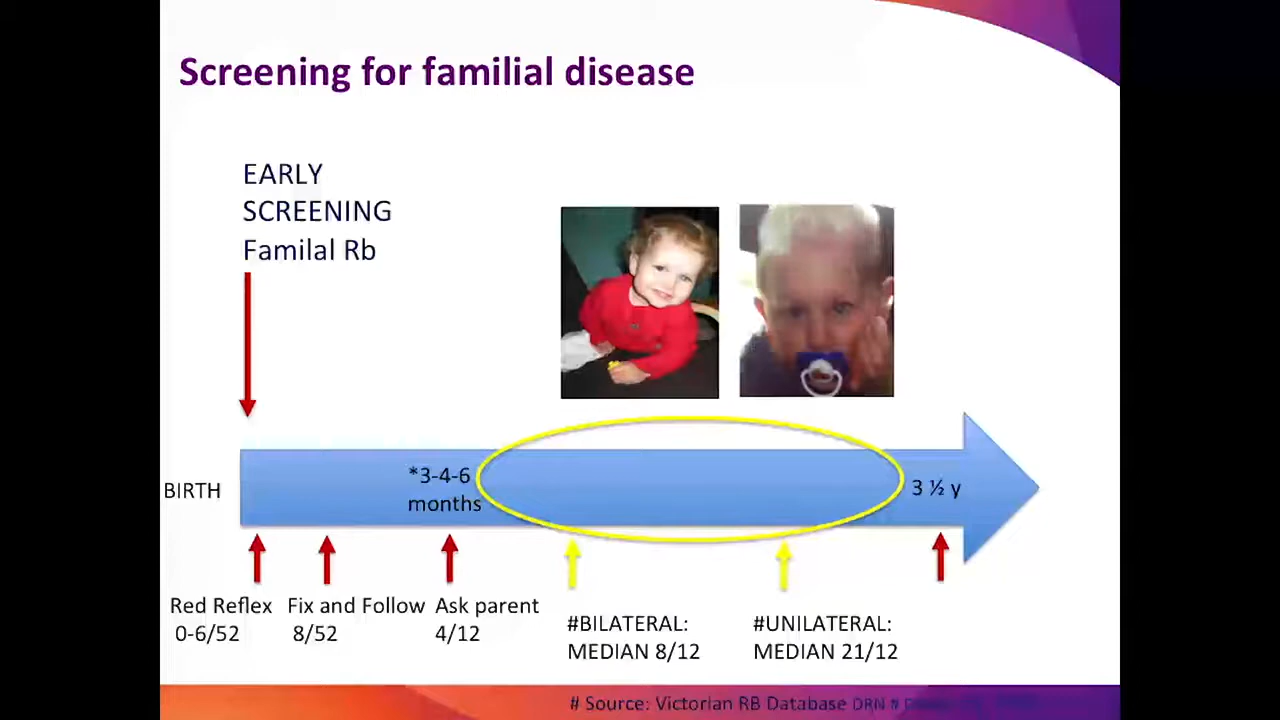 Screening for familial disease
EARLY
SCREENING
Familal Rb
*3-4-6
months
BIRTH
3 ½ y
Red Reflex
0-6/52
Fix and Follow
8/52
Ask parent
4/12
#BILATERAL:
MEDIAN 8/12
#UNILATERAL:
MEDIAN 21/12
# Source: Victorian RB Database DRN #